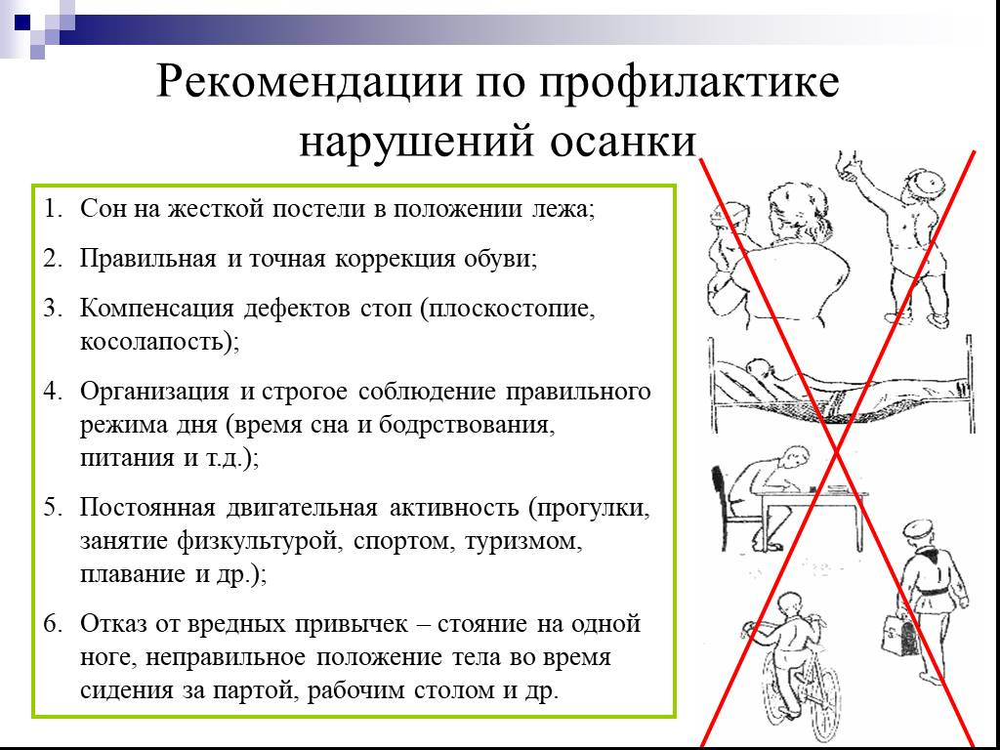 Рекомендации по профилактике
нарушений осанки
1. Сон на жесткой постели в положении лежа;
2. Правильная и точная коррекция обуви;
3. Компенсация дефектов стоп (плоскостопие,
косолапость);
4. Организация и строгое соблюдение правильного
режима дня (время сна и бодрствования,
питания и т.д.);
5. Постоянная двигательная активность (прогулки,
занятие физкультурой, спортом, туризмом,
плавание и др.);
6. Отказ от вредных привычек – стояние на одной
ноге, неправильное положение тела во время
сидения за партой, рабочим столом и др.